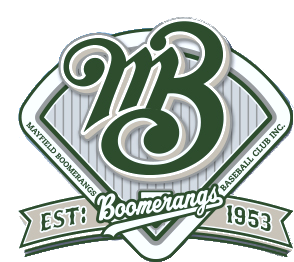 MB
MAYFIELD BOOMERANGS
BASEBALL CLUB INC.
EST: Boomerangs 1953